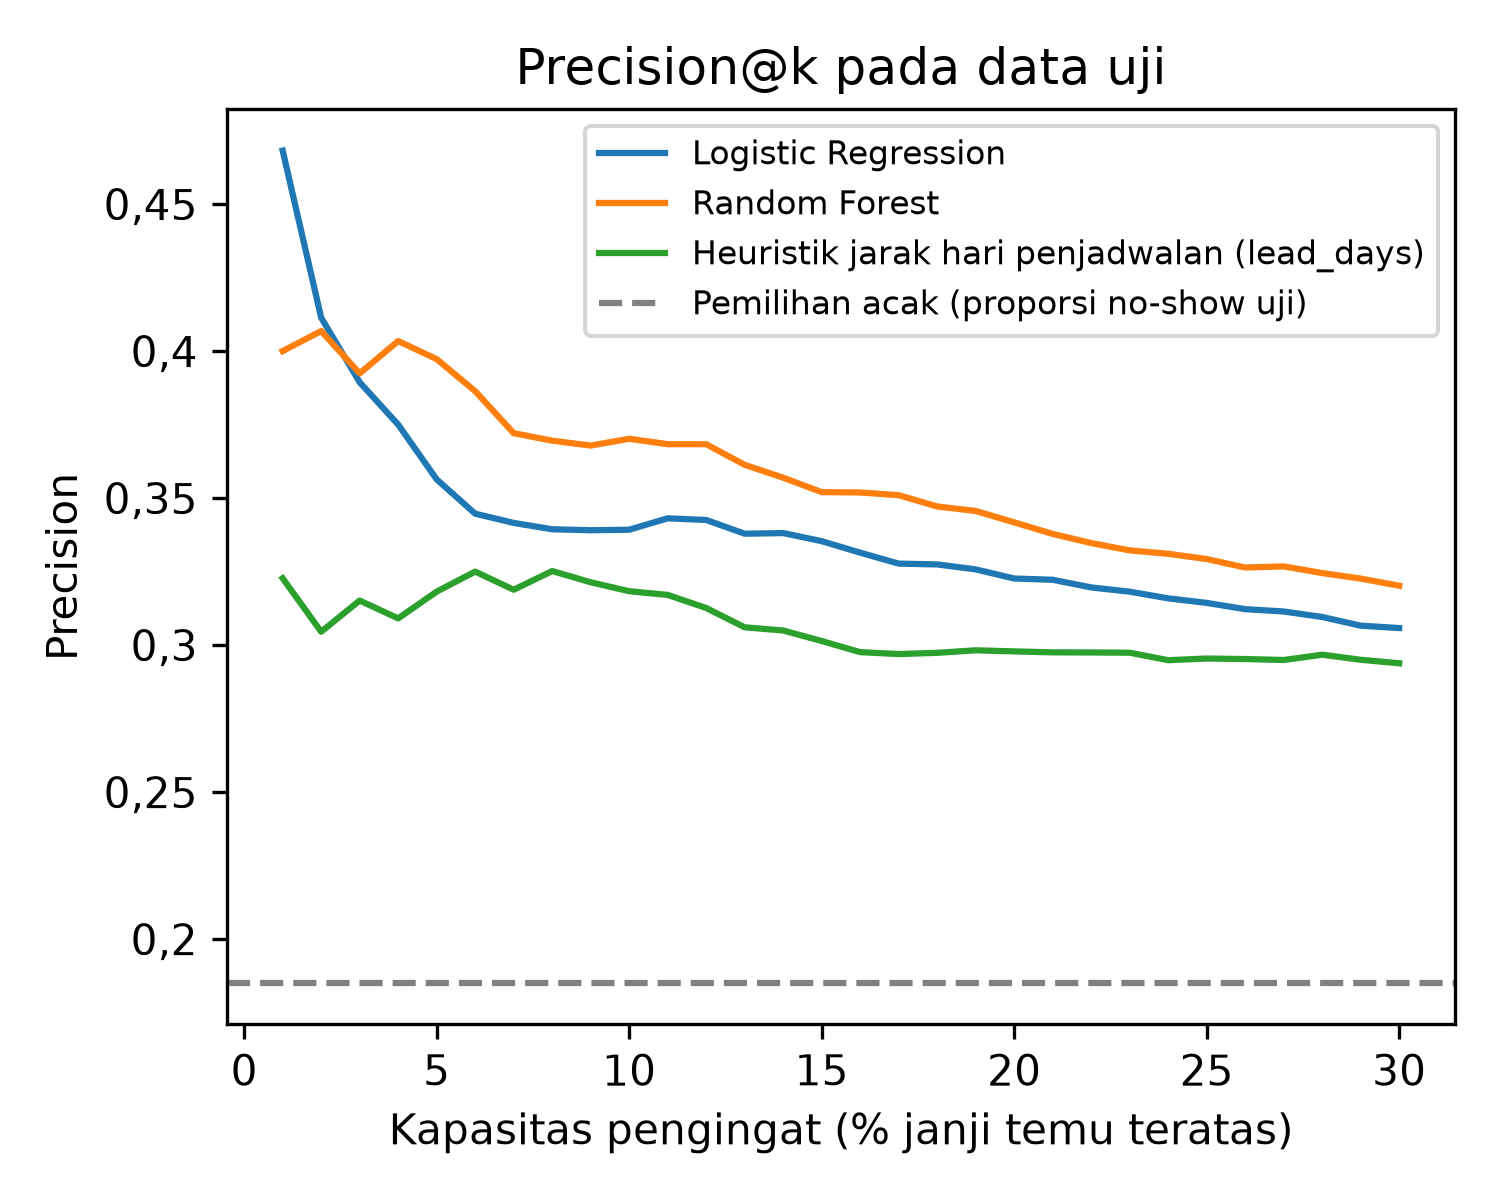 Precision@k pada data uji
Logistic Regression
Random Forest
Heuristik jarak hari penjadwalan (lead_days)
Pemilihan acak (proporsi no-show uji)
Precision
0,45
0,4
0,35
0,3
0,25
0,2
0 5 10 15 20 25 30
Kapasitas pengingat (% janji temu teratas)